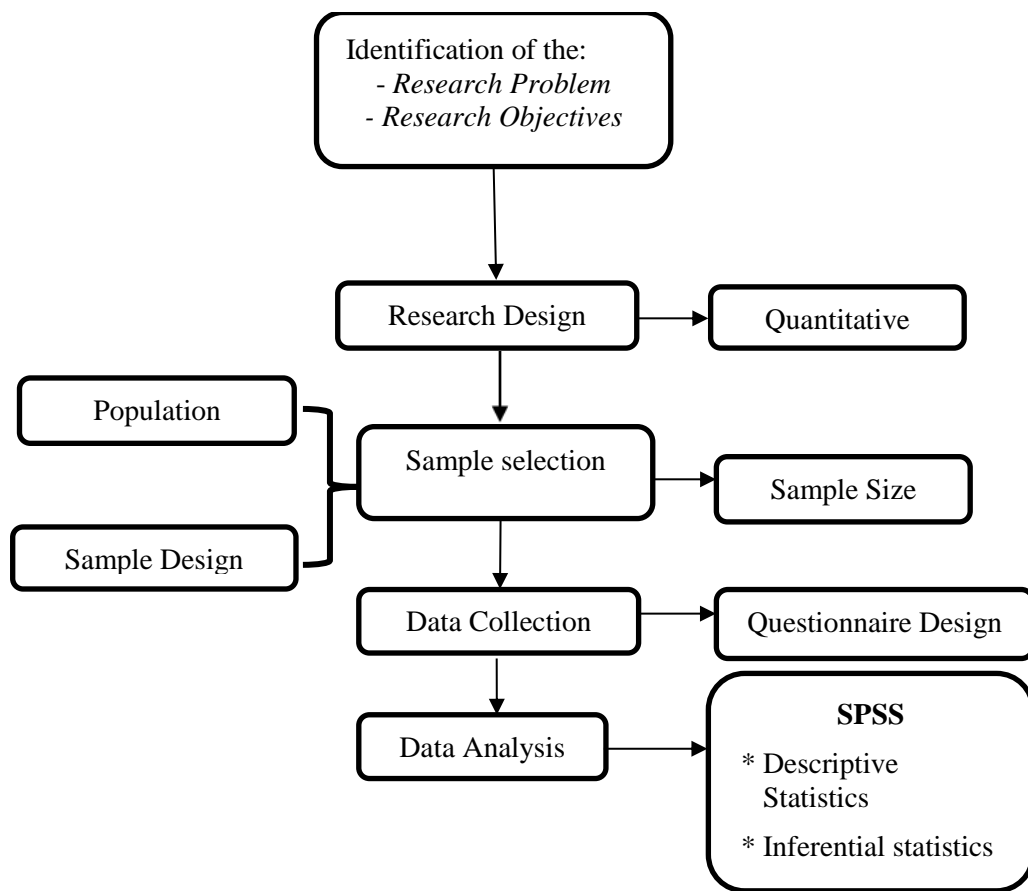 Identification of the:
- Research Problem
- Research Objectives
Research Design
Quantitative
Population
Sample selection
Sample Size
Sample Design
Data Collection
Questionnaire Design
SPSS
Data Analysis
* Descriptive
Statistics
* Inferential statistics